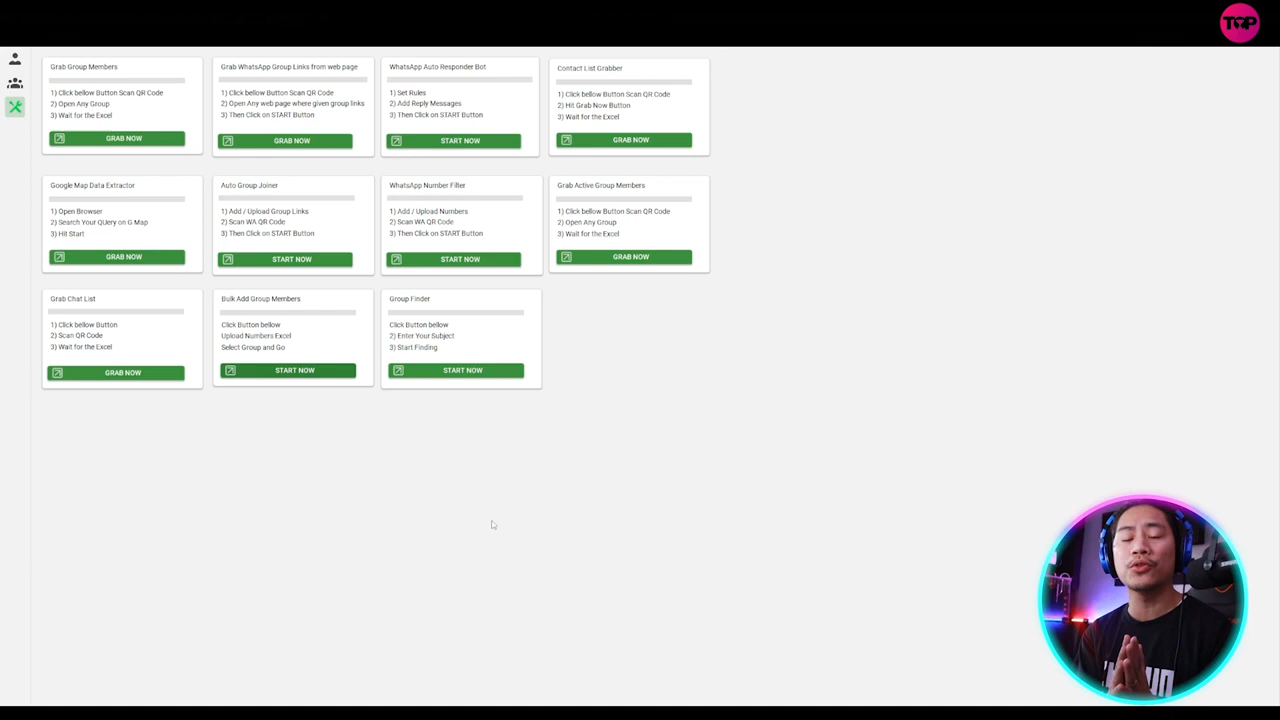 TOP
Grab Group Members
1) Click bellow Button Scan QR Code
2) Open Any Group
3) Wait for the Excel
GRAB NOW
Grab WhatsApp Group Links from web page
1) Click bellow Button Scan QR Code
2) Open Any web page where given group links
3) Then Click on START Button
GRAB NOW
WhatsApp Auto Responder Bot
1) Set Rules
2) Add Reply Messages
3) Then Click on START Button
START NOW
Contact List Grabber
1) Click bellow Button Scan QR Code
2) Hit Grab Now Button
3) Wait for the Excel
GRAB NOW
Google Map Data Extractor
1) Open Browser
2) Search Your QUery on G Map
3) Hit Start
GRAB NOW
Auto Group Joiner
1) Add / Upload Group Links
2) Scan WA QR Code
3) Then Click on START Button
START NOW
WhatsApp Number Filter
1) Add / Upload Numbers
2) Scan WA QR Code
3) Then Click on START Button
START NOW
Grab Active Group Members
1) Click bellow Button Scan QR Code
2) Open Any Group
3) Wait for the Excel
GRAB NOW
Grab Chat List
1) Click bellow Button
2) Scan QR Code
3) Wait for the Excel
GRAB NOW
Bulk Add Group Members
Click Button bellow
Upload Numbers Excel
Select Group and Go
START NOW
Group Finder
Click Button bellow
2) Enter Your Subject
3) Start Finding
START NOW